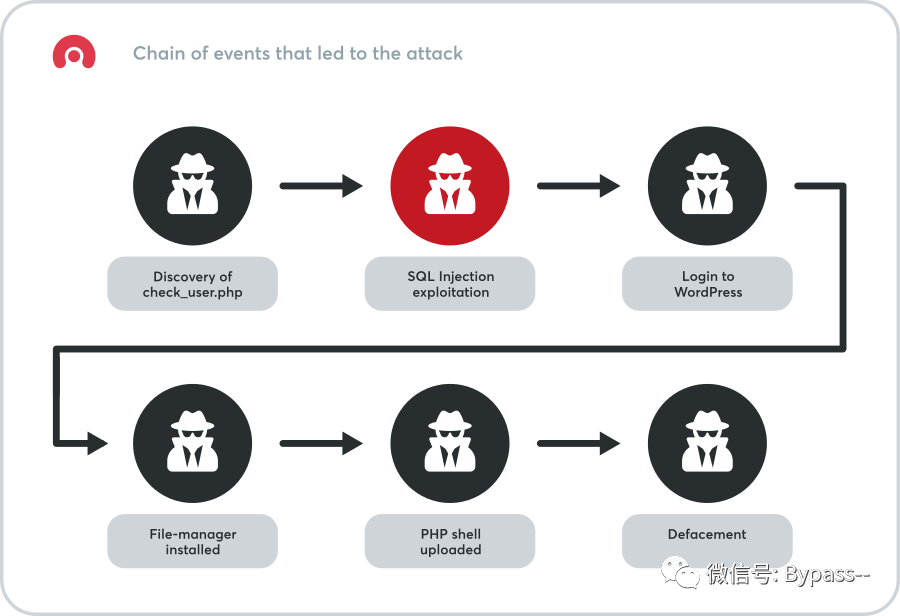 Chain of events that led to the attack
Discovery of
check_user.php
SQL Injection
exploitation
Login to
WordPress
File-manager
installed
PHP shell
uploaded
Defacement
微信号: Bypass--